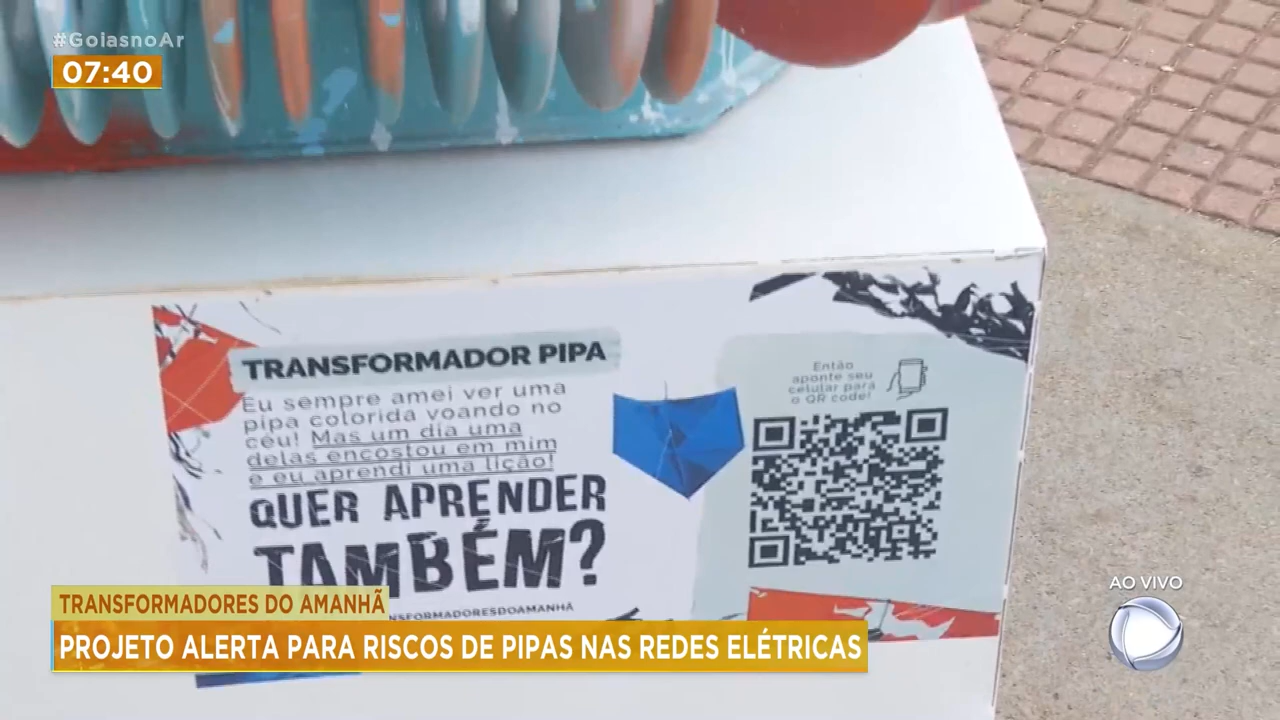 #GoiasnoAr
07:40
TRANSFORMADOR PIPA
Eu sempre amei ver uma
pipa colorida voando no
céu! Mas um dia uma
delas encostou em mim
e eu aprendi uma lição!
QUER APRENDER
TAMBÉM?
NSFORMADORESDOAMANHÃ
Então
aponte seu
celular para
o QR code!
AO VIVO
TRANSFORMADORES DO AMANHÃ
PROJETO ALERTA PARA RISCOS DE PIPAS NAS REDES ELÉTRICAS